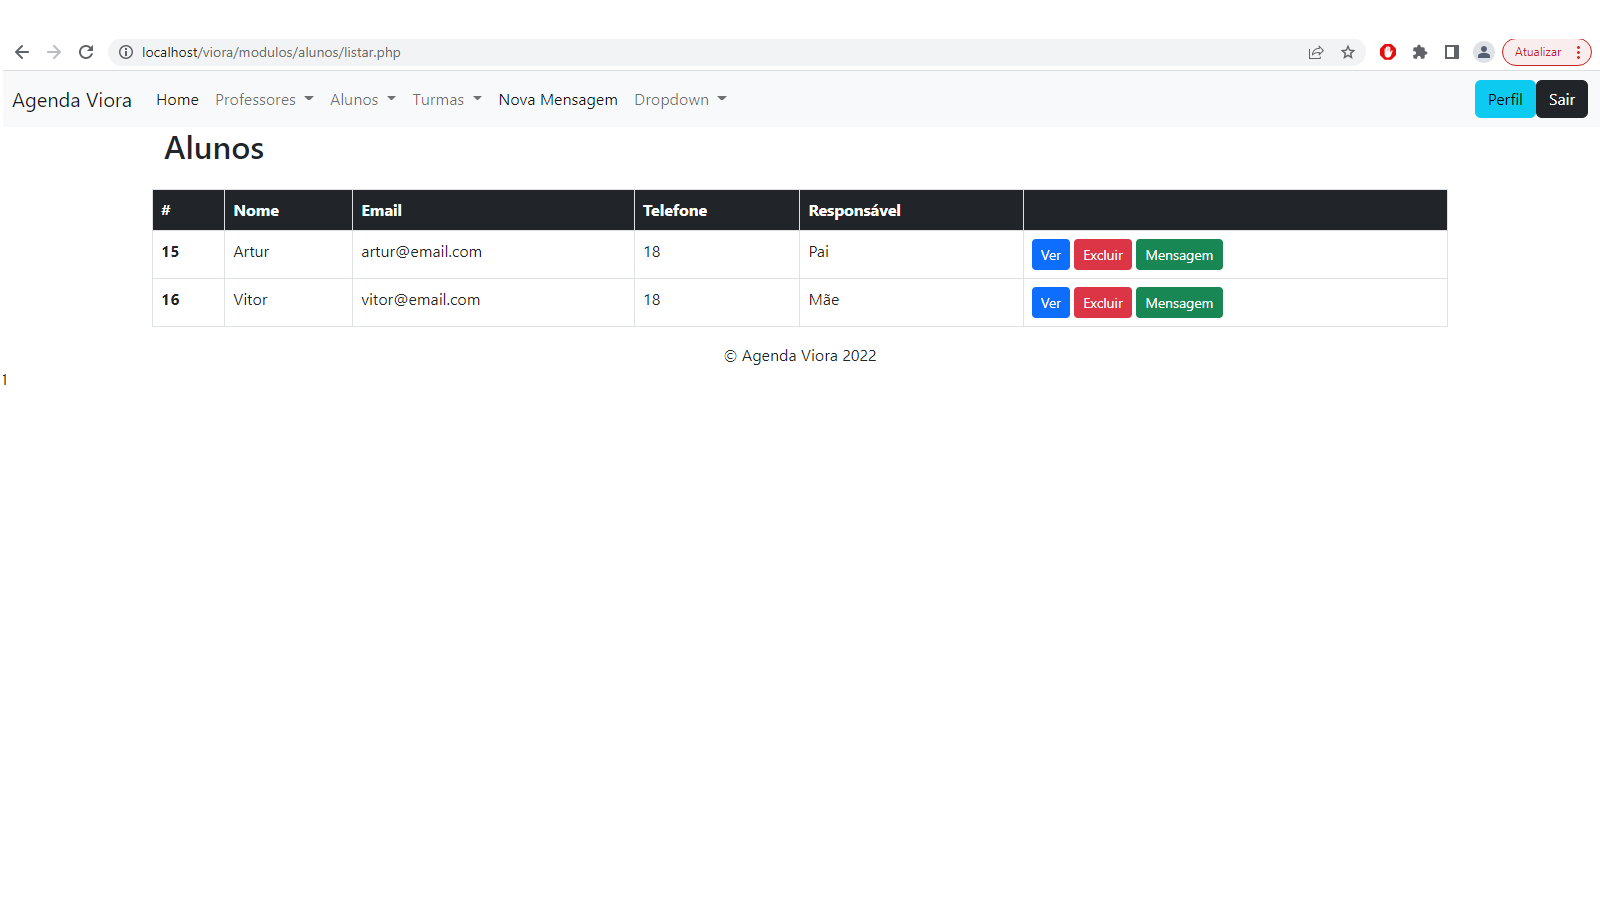 localhost/viora/modulos/alunos/listar.php Atualizar
Agenda Viora Home Professores Alunos Turmas Nova Mensagem Dropdown Perfil Sair
Alunos
# Nome Email Telefone Responsável
15 Artur artur@email.com 18 Pai Ver Excluir Mensagem
16 Vitor vitor@email.com 18 Mãe Ver Excluir Mensagem
© Agenda Viora 2022
1